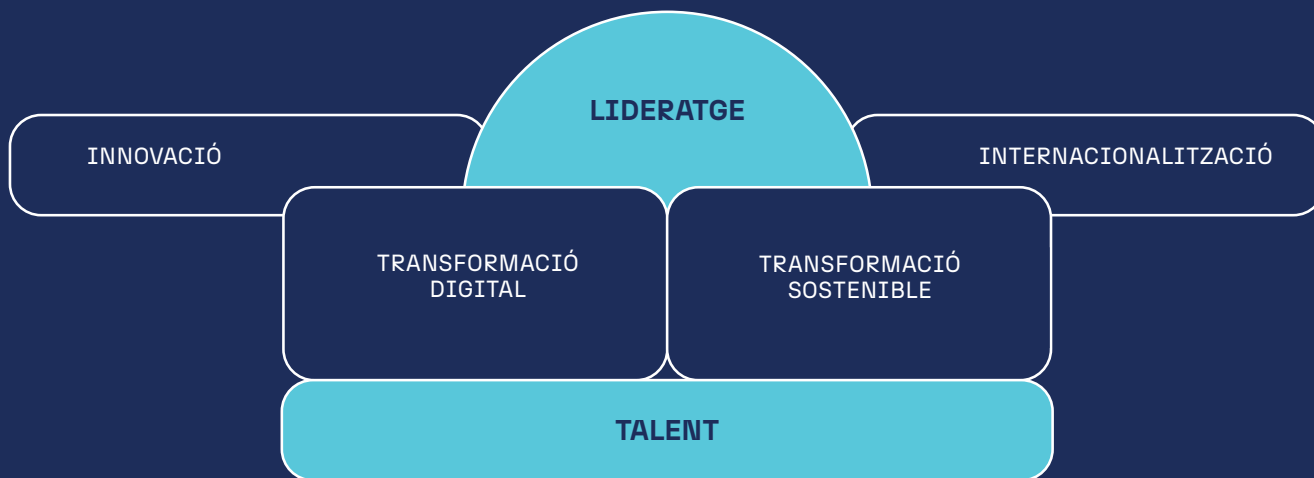 LIDERATGE
INNOVACIÓ
INTERNACIONALITZACIÓ
TRANSFORMACIÓ
DIGITAL
TRANSFORMACIÓ
SOSTENIBLE
TALENT